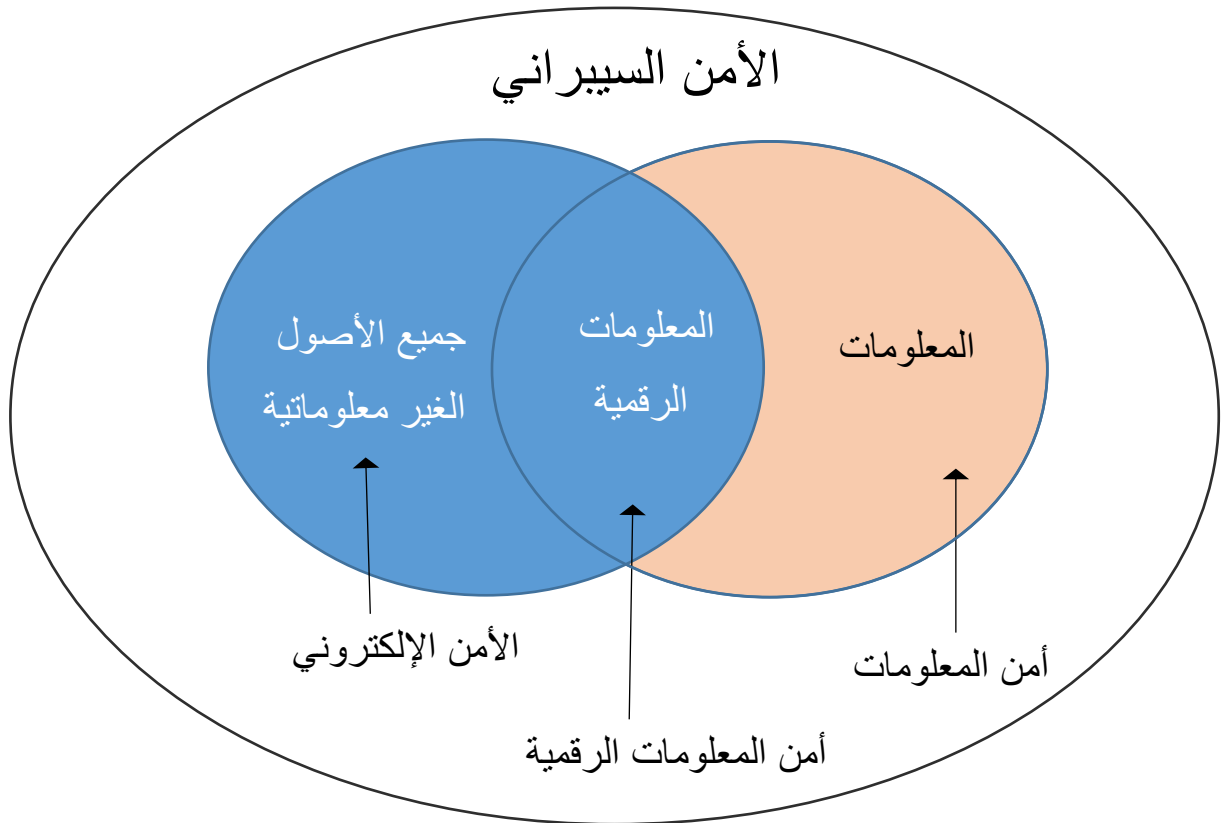 الأمن السيبراني
المعلومات
المعلومات
الرقمية
جميع الأصول
الغير معلوماتية
أمن المعلومات
الأمن الإلكتروني
أمن المعلومات الرقمية